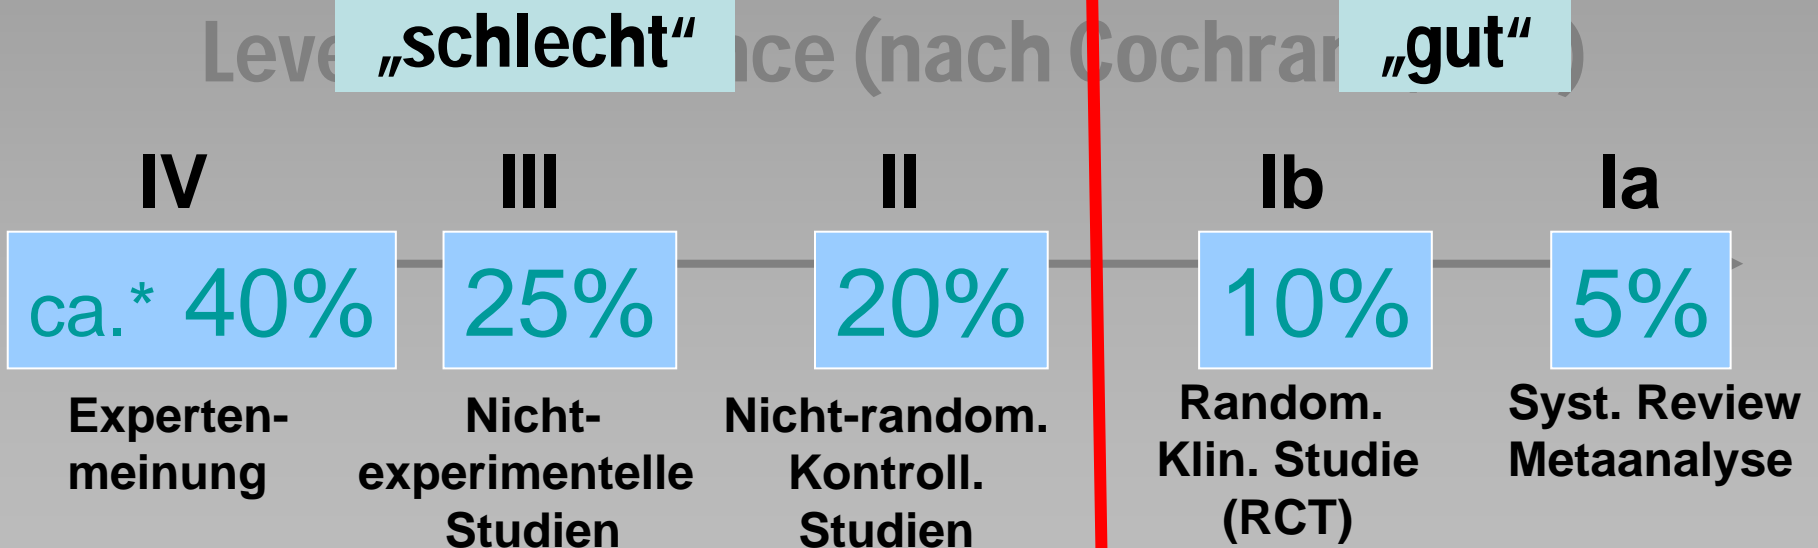 „schlecht“
„gut“
(nach
IV
III
II
Ib
Ia
ca.* 40%
25%
20%
10%
5%
Experten-
meinung
Nicht-
experimentelle
Studien
Nicht-random.
Kontroll.
Studien
Random.
Klin. Studie
(RCT)
Syst. Review
Metaanalyse